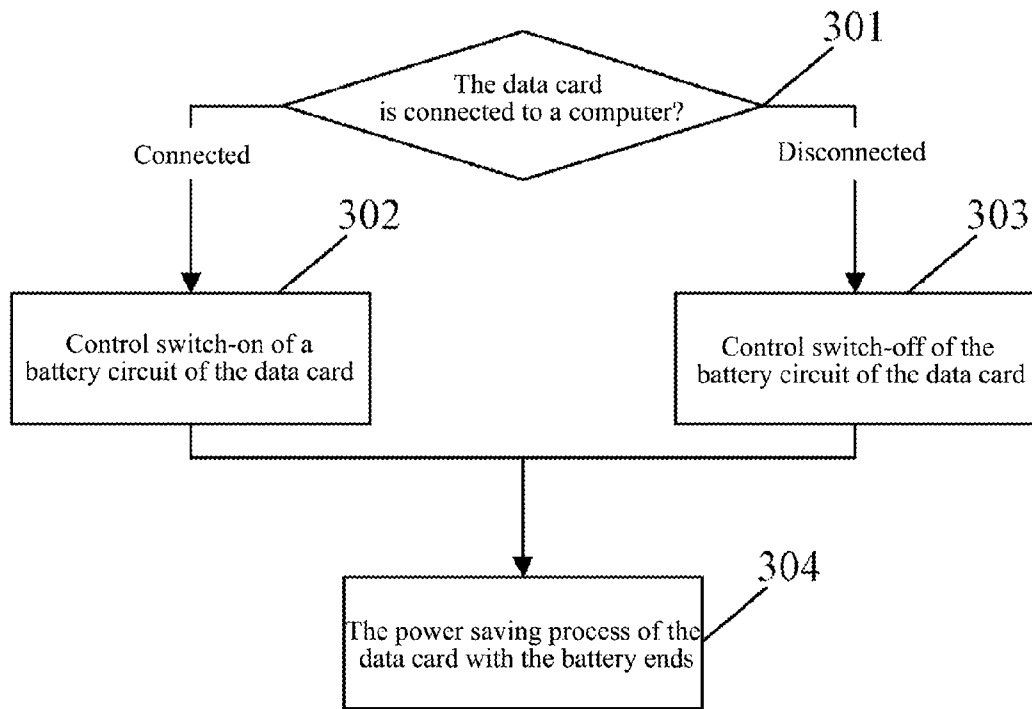 301
The data card
is connected to a computer?
Connected
Disconnected
302
303
Control switch-on of a
battery circuit of the data card
Control switch-off of the
battery circuit of the data card
304
The power saving process of the
data card with the battery ends